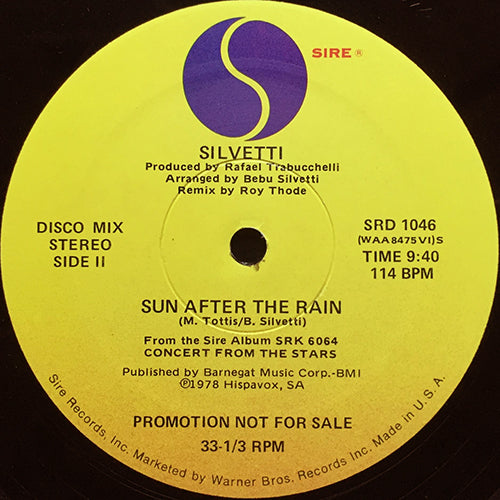 SIRE ®
SILVETTI
Produced by Rafael Trabucchelli
Arranged by Bebu Silvetti
Remix by Roy Thode
DISCO MIX
STEREO
SIDE II
SRD 1046
(WAA8475VI)S
TIME 9:40
114 BPM
SUN AFTER THE RAIN
(M. Tottis/B. Silvetti)
From the Sire Album SRK 6064
CONCERT FROM THE STARS
Published by Barnegat Music Corp.-BMI
℗1978 Hispavox, SA
PROMOTION NOT FOR SALE
33-1/3 RPM
Sire Records, Inc. Marketed by Warner Bros. Records Inc. Made in U.S.A.